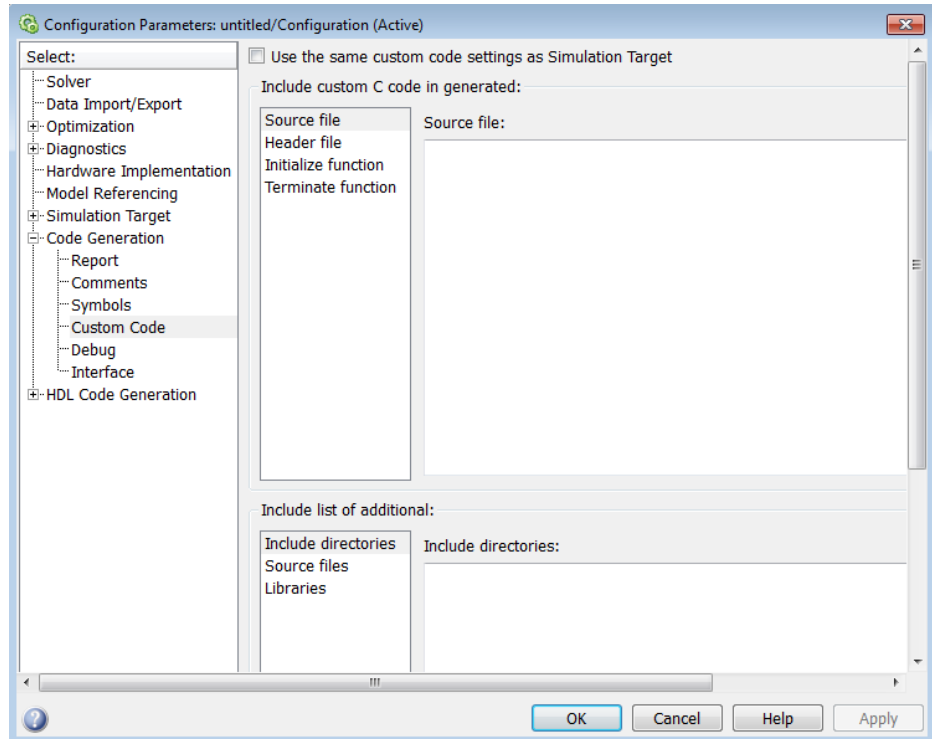 Configuration Parameters: untitled/Configuration (Active)
Select:
Solver
Data Import/Export
Optimization
Diagnostics
Hardware Implementation
Model Referencing
Simulation Target
Code Generation
Report
Comments
Symbols
Custom Code
Debug
Interface
HDL Code Generation
Use the same custom code settings as Simulation Target
Include custom C code in generated:
Source file
Header file
Initialize function
Terminate function
Source file:
Include list of additional:
Include directories
Source files
Libraries
Include directories:
OK
Cancel
Help
Apply